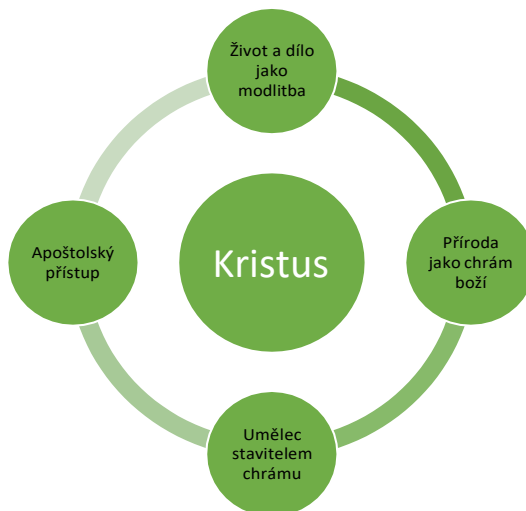 Život a dílo
jako
modlitba
Apoštolský
přístup
Kristus
Příroda
jako chrám
boží
Umělec
stavitelem
chrámu